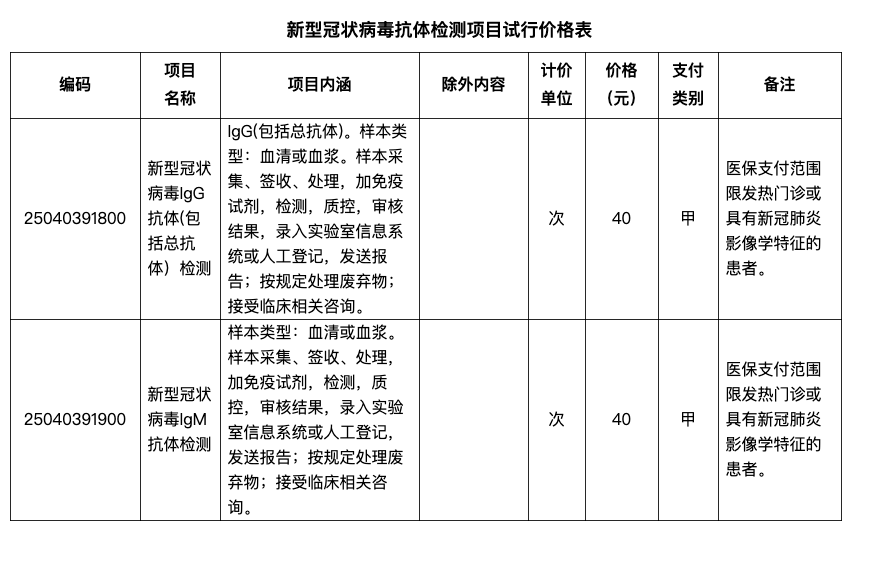 新型冠状病毒抗体检测项目试行价格表
编码
项目
名称
项目内涵
除外内容
计价
单位
价格
（元）
支付
类别
备注
25040391800
新型冠状
病毒IgG
抗体(包
括总抗
体）检测
IgG(包括总抗体)。样本类
型：血清或血浆。样本采
集、签收、处理，加免疫
试剂，检测，质控，审核
结果，录入实验室信息系
统或人工登记，发送报
告；按规定处理废弃物；
接受临床相关咨询。
次
40
甲
医保支付范围
限发热门诊或
具有新冠肺炎
影像学特征的
患者。
25040391900
新型冠状
病毒IgM
抗体检测
样本类型：血清或血浆。
样本采集、签收、处理，
加免疫试剂，检测，质
控，审核结果，录入实验
室信息系统或人工登记，
发送报告；按规定处理废
弃物；接受临床相关咨
询。
次
40
甲
医保支付范围
限发热门诊或
具有新冠肺炎
影像学特征的
患者。